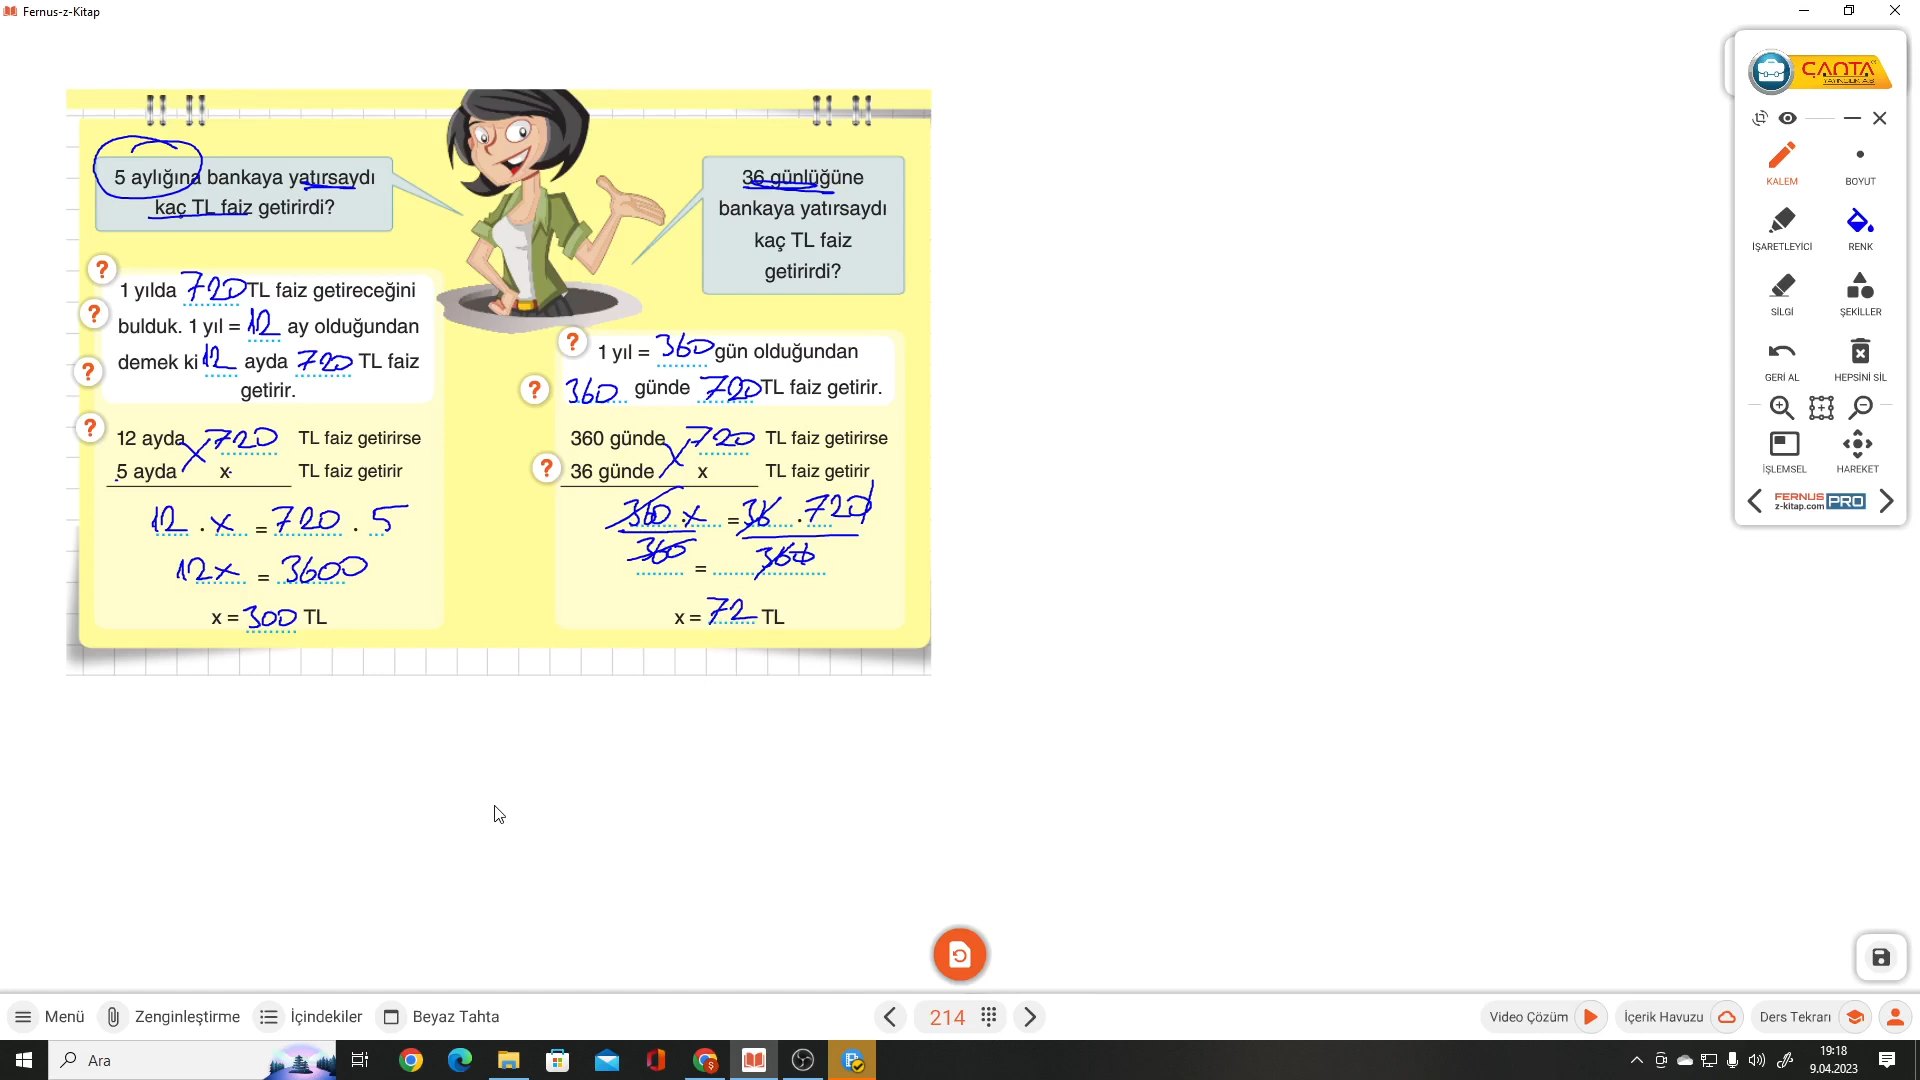 Fernus-z-Kitap
ÇANTA
YAYINCILIK A.Ş.
KALEM BOYUT
İŞARETLEYİCİ RENK
SİLGİ ŞEKİLLER
GERİ AL HEPSİNİ SİL
İŞLEMSEL HAREKET
FERNUS PRO
z-kitap.com
5 aylığına bankaya yatırsaydı
kaç TL faiz getirirdi?
36 günlüğüne
bankaya yatırsaydı
kaç TL faiz
getirirdi?
? 1 yılda 720 TL faiz getireceğini
? bulduk. 1 yıl = 12 ay olduğundan
? demek ki 12 ayda 720 TL faiz
getirir.
? 12 ayda 720 TL faiz getirirse
5 ayda x TL faiz getirir
12 . x = 720 . 5
12x = 3600
x = 300 TL
? 1 yıl = 360 gün olduğundan
? 360 günde 720 TL faiz getirir.
360 günde 720 TL faiz getirirse
? 36 günde x TL faiz getirir
360 . x = 36 . 720
360 = 360
x = 72 TL
Menü Zenginleştirme İçindekiler Beyaz Tahta 214 Video Çözüm İçerik Havuzu Ders Tekrarı
Ara
19:18
9.04.2023